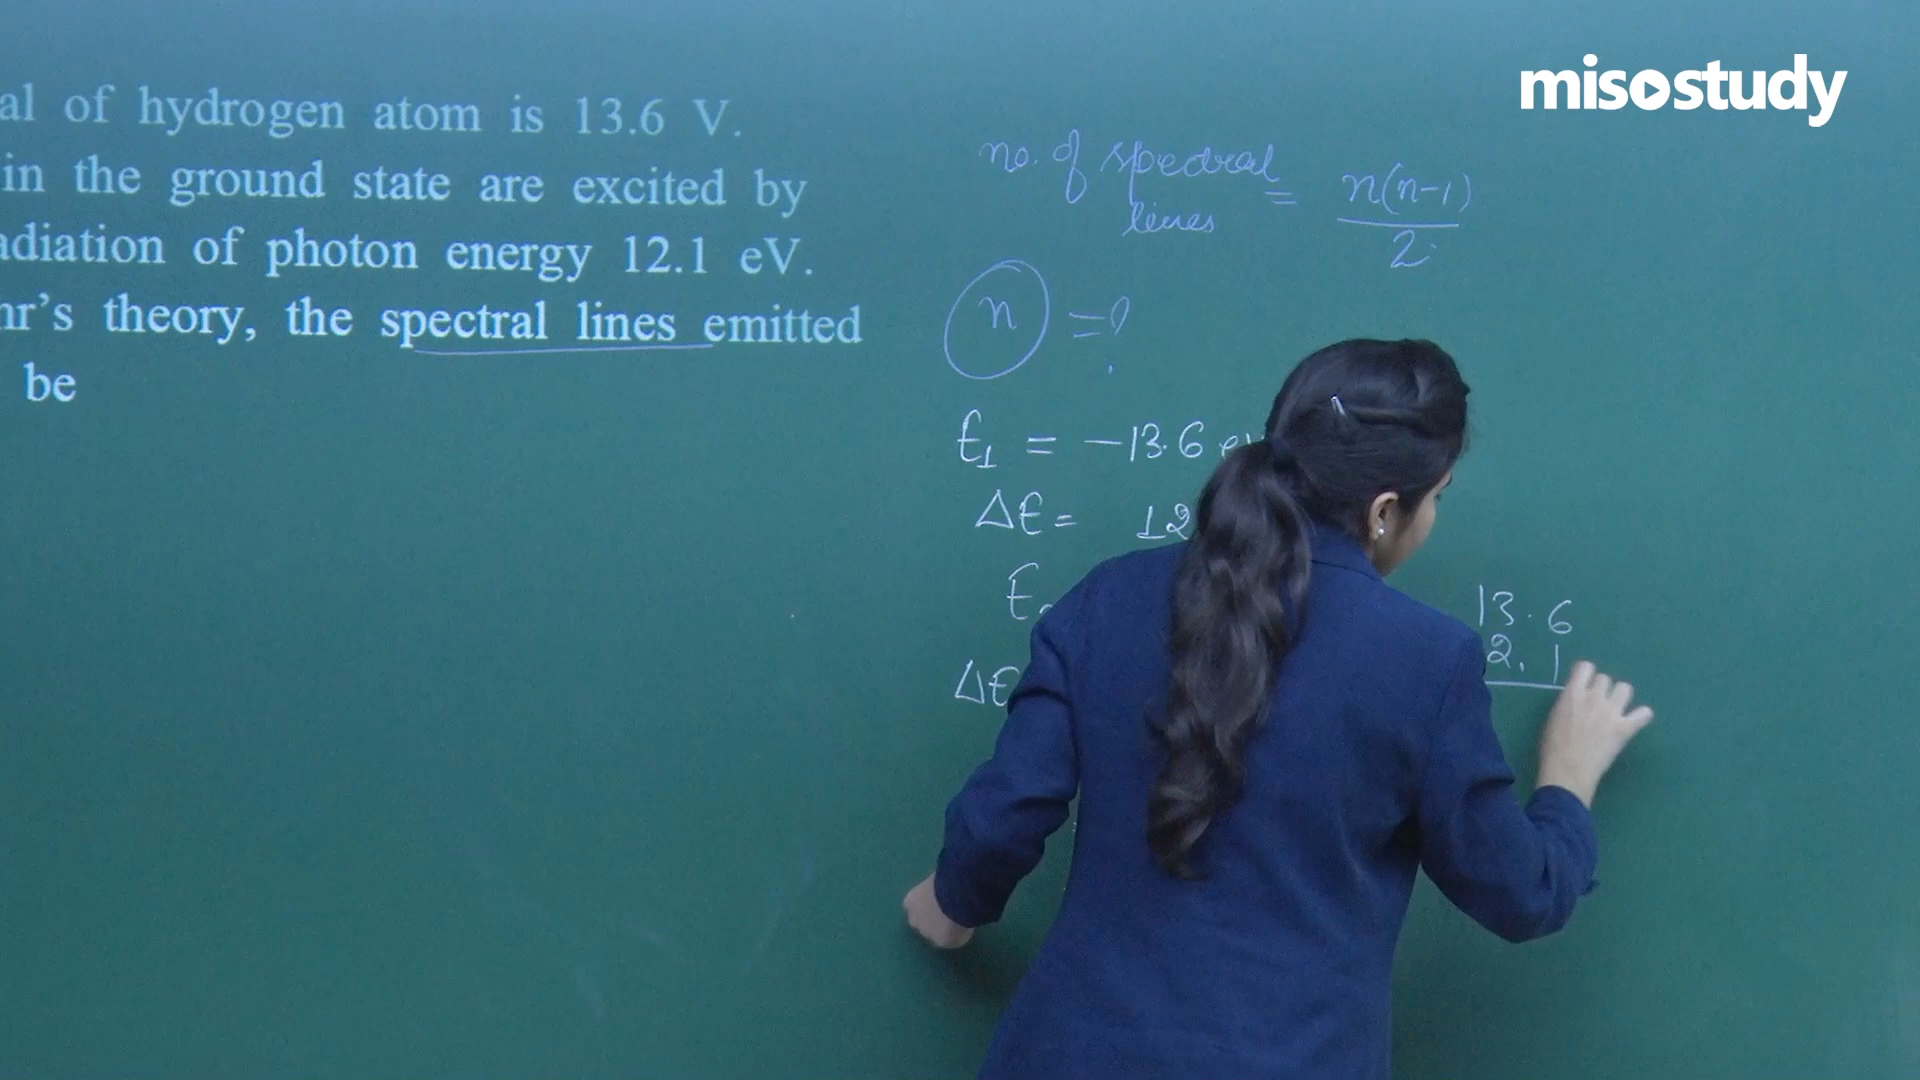 misostudy
al of hydrogen atom is 13.6 V.
in the ground state are excited by
adiation of photon energy 12.1 eV.
hr's theory, the spectral lines emitted
be
no. of spectral lines = n(n-1)/2
n = ?
E1 = -13.6 eV
ΔE = 12
E
ΔE
13.6
2.1